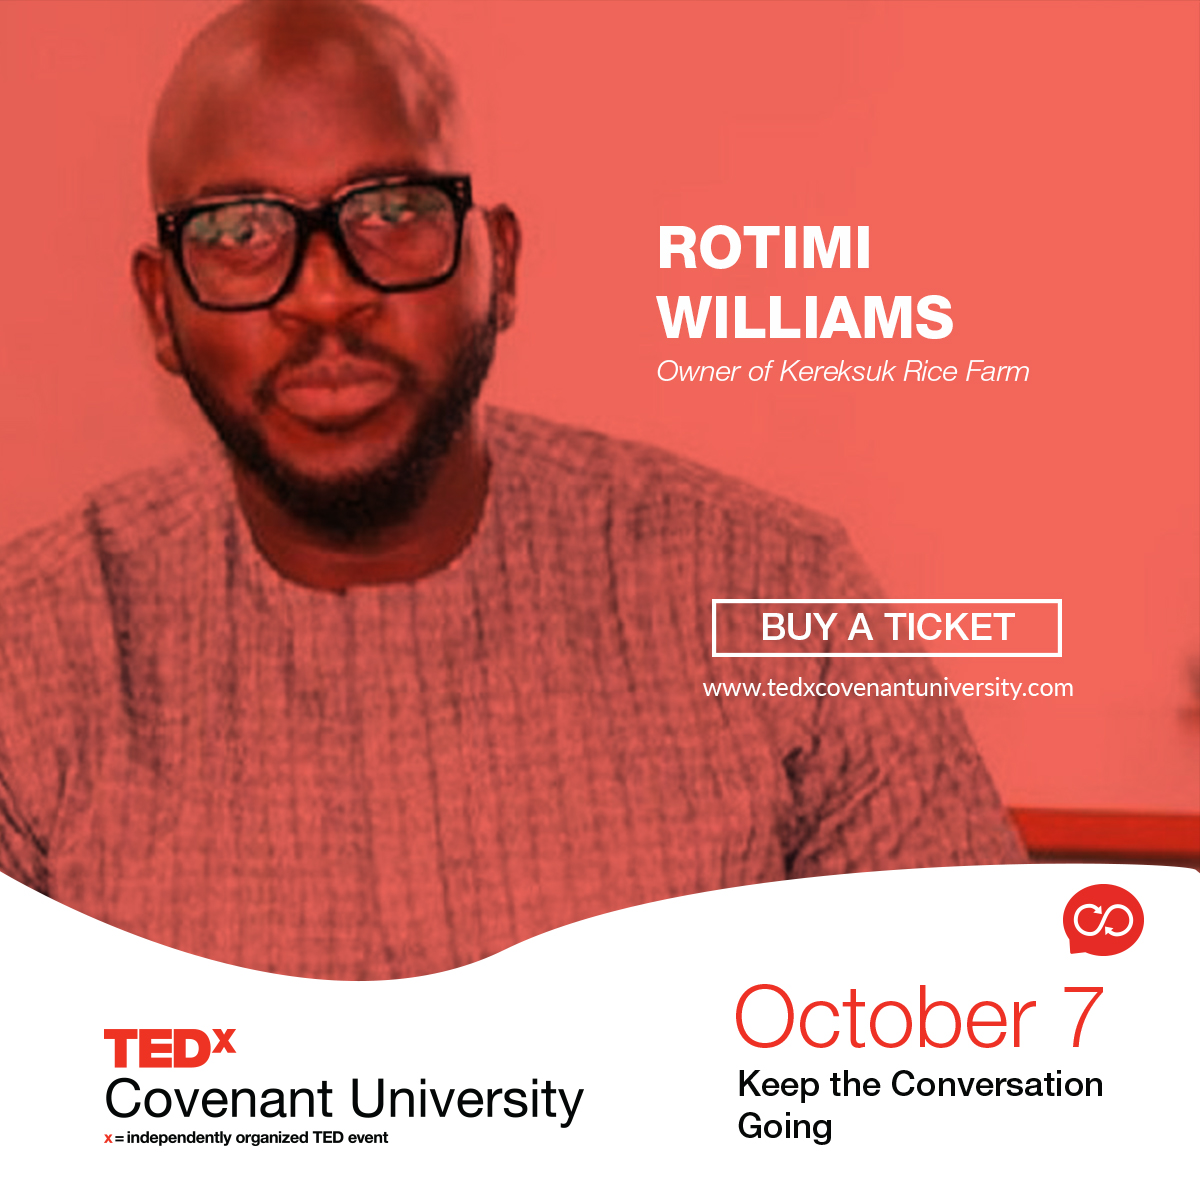 ROTIMI
WILLIAMS
Owner of Kereksuk Rice Farm
BUY A TICKET
www.tedxcovenantuniversity.com
October 7
Keep the Conversation
Going
TEDx
Covenant University
x = independently organized TED event